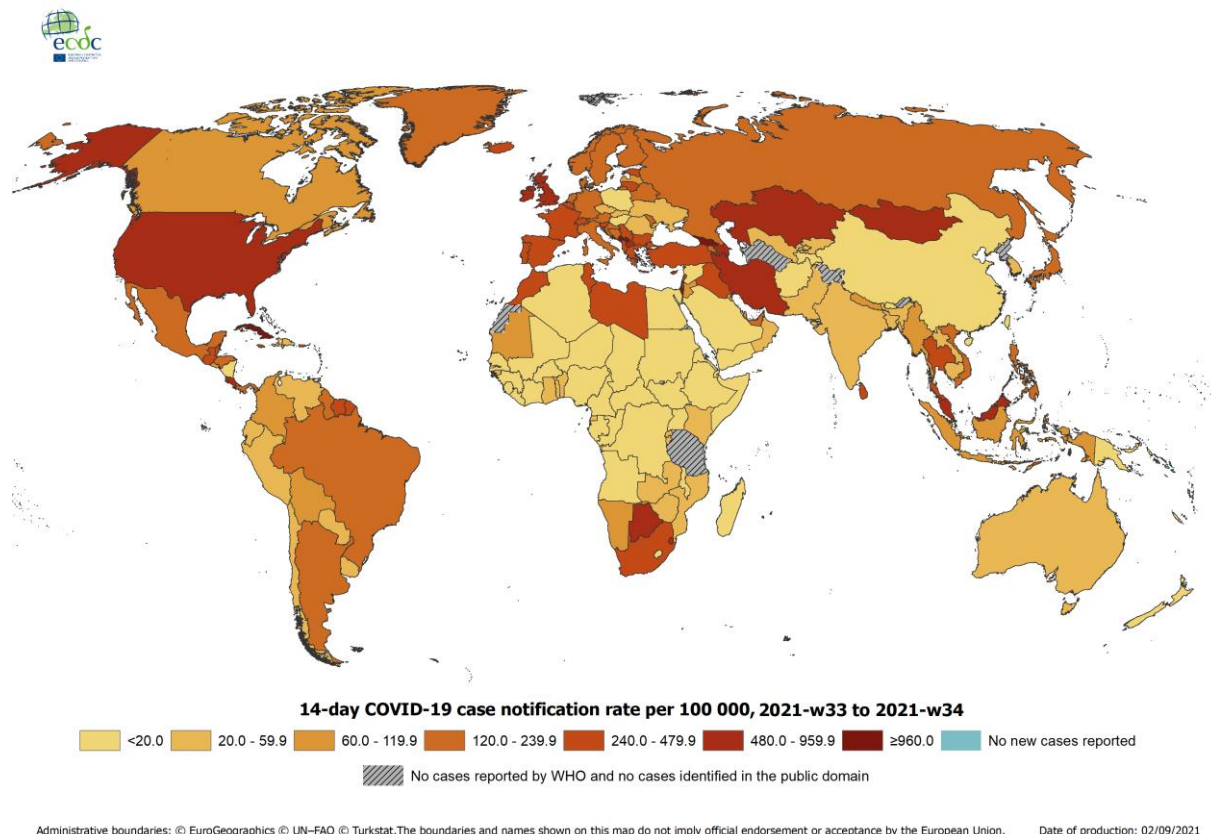 ecdc
14-day COVID-19 case notification rate per 100 000, 2021-w33 to 2021-w34
<20.0 20.0 - 59.9 60.0 - 119.9 120.0 - 239.9 240.0 - 479.9 480.0 - 959.9 ≥960.0 No new cases reported
No cases reported by WHO and no cases identified in the public domain
Administrative boundaries: © EuroGeographics © UN–FAO © Turkstat.The boundaries and names shown on this map do not imply official endorsement or acceptance by the European Union. Date of production: 02/09/2021